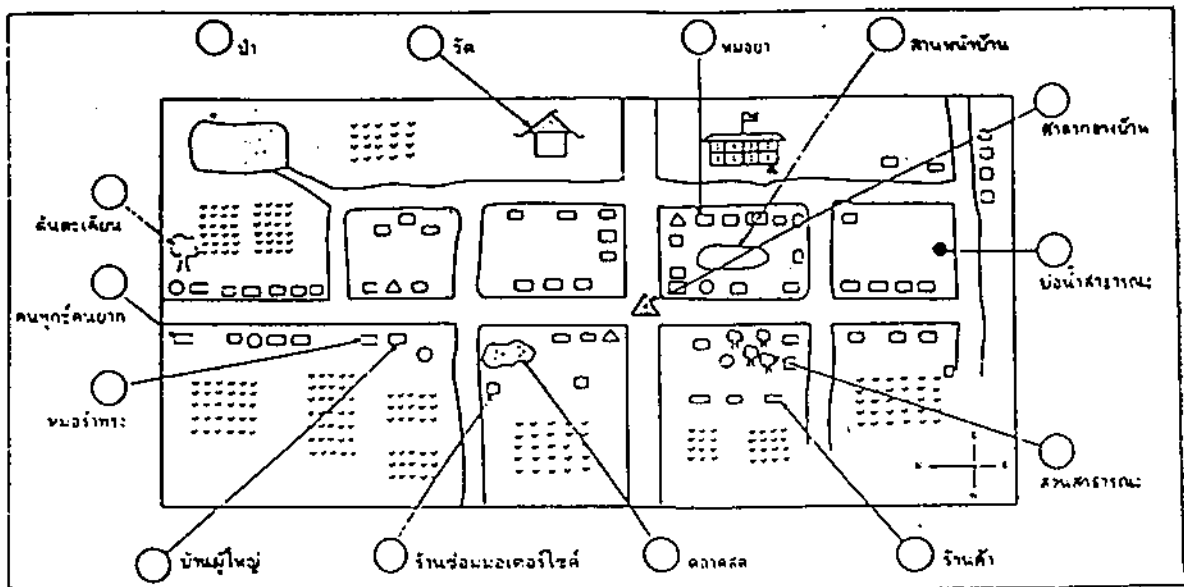 ป่า
วัด
หมอยา
ลานหน้าบ้าน
ศาลากลางบ้าน
ต้นตะเคียน
บ่อน้ำสาธารณะ
คนทุกข์คนยาก
สวนสาธารณะ
บ้านผู้ใหญ่
ร้านซ่อมมอเตอร์ไซค์
ตลาดสด
ร้านค้า